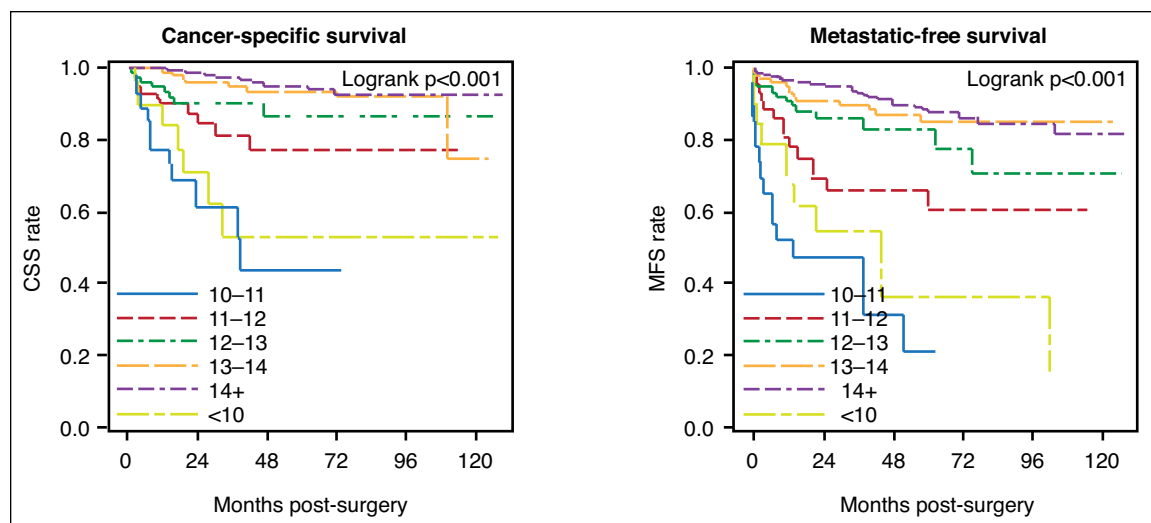 Cancer-specific survival
Logrank p<0.001
1.0
0.8
0.6
0.4
0.2
0.0
CSS rate
10–11
11–12
12–13
13–14
14+
<10
0 24 48 72 96 120
Months post-surgery
Metastatic-free survival
Logrank p<0.001
1.0
0.8
0.6
0.4
0.2
0.0
MFS rate
10–11
11–12
12–13
13–14
14+
<10
0 24 48 72 96 120
Months post-surgery